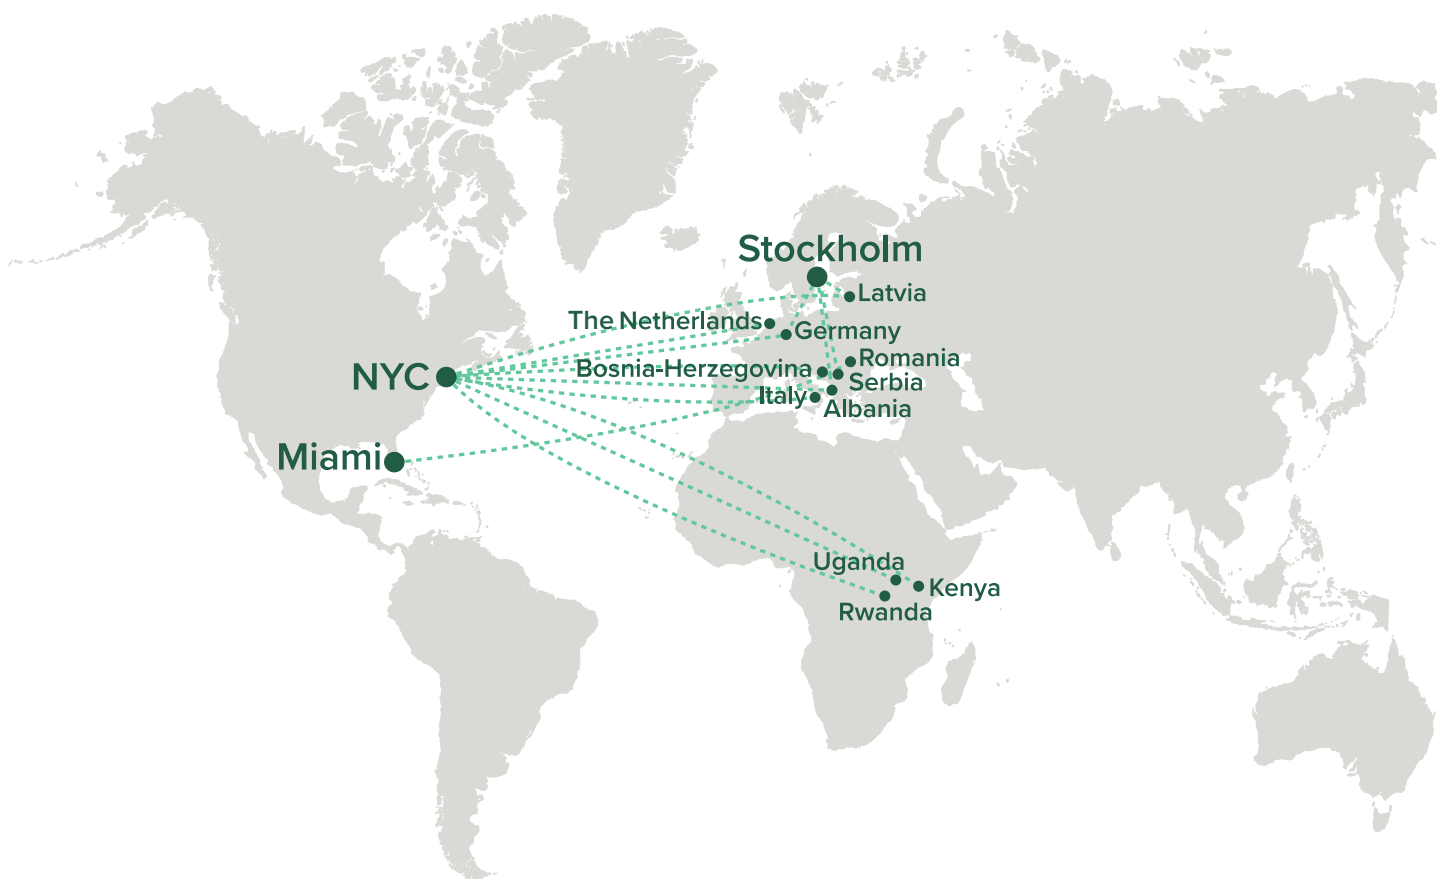 Stockholm
Latvia
The Netherlands
Germany
Romania
Bosnia-Herzegovina
NYC
Serbia
Italy
Albania
Miami
Uganda
Kenya
Rwanda